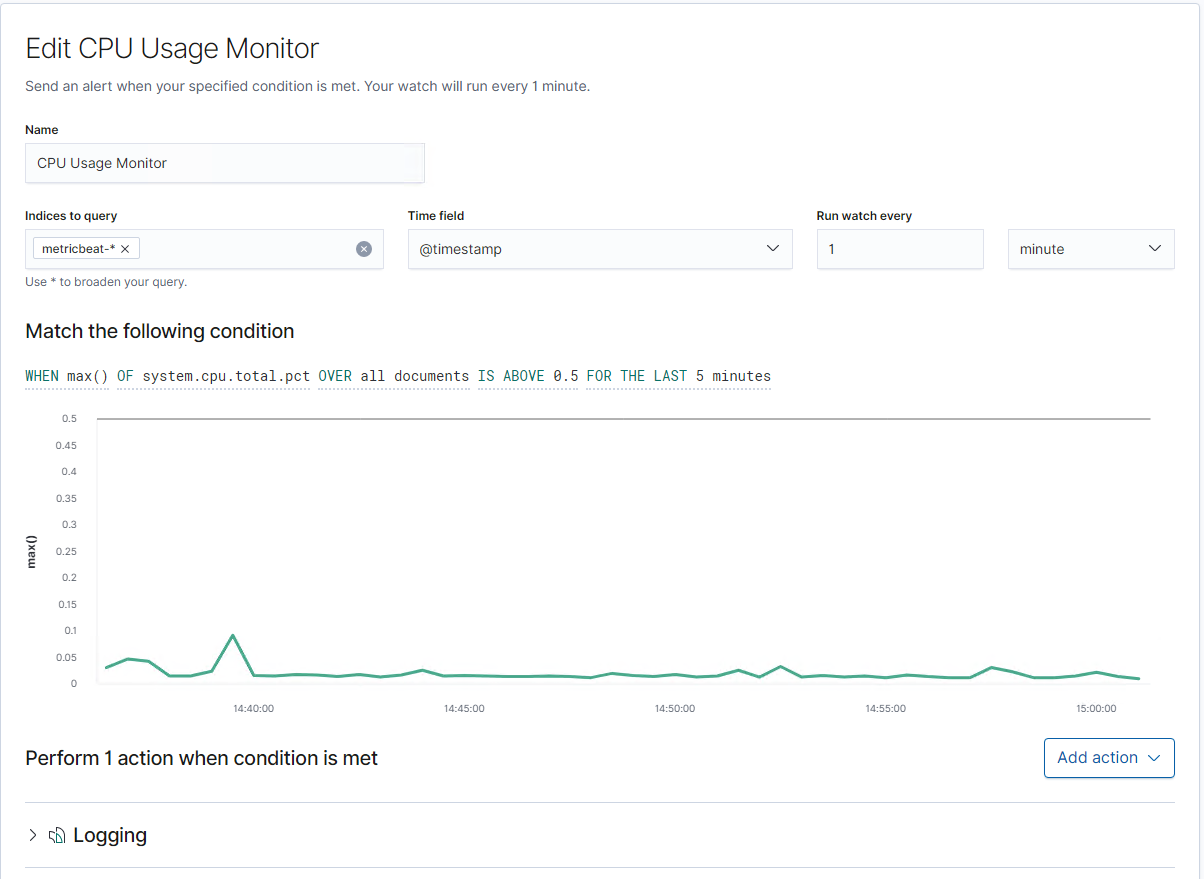 Edit CPU Usage Monitor
Send an alert when your specified condition is met. Your watch will run every 1 minute.
Name
CPU Usage Monitor
Indices to query
Time field
Run watch every
metricbeat-*
@timestamp
1
minute
Use * to broaden your query.
Match the following condition
WHEN max() OF system.cpu.total.pct OVER all documents IS ABOVE 0.5 FOR THE LAST 5 minutes
max()
0.5
0.45
0.4
0.35
0.3
0.25
0.2
0.15
0.1
0.05
0
14:40:00
14:45:00
14:50:00
14:55:00
15:00:00
Perform 1 action when condition is met
Add action
Logging